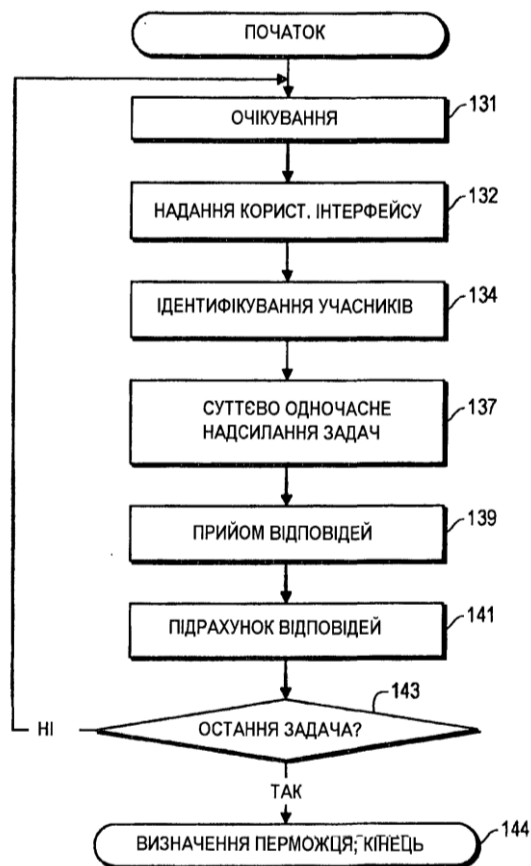 ПОЧАТОК
ОЧІКУВАННЯ
131
НАДАННЯ КОРИСТ. ІНТЕРФЕЙСУ
132
ІДЕНТИФІКУВАННЯ УЧАСНИКІВ
134
СУТТЄВО ОДНОЧАСНЕ
НАДСИЛАННЯ ЗАДАЧ
137
ПРИЙОМ ВІДПОВІДЕЙ
139
ПІДРАХУНОК ВІДПОВІДЕЙ
141
143
ОСТАННЯ ЗАДАЧА?
НІ
ТАК
ВИЗНАЧЕННЯ ПЕРМОЖЦЯ; КІНЕЦЬ
144